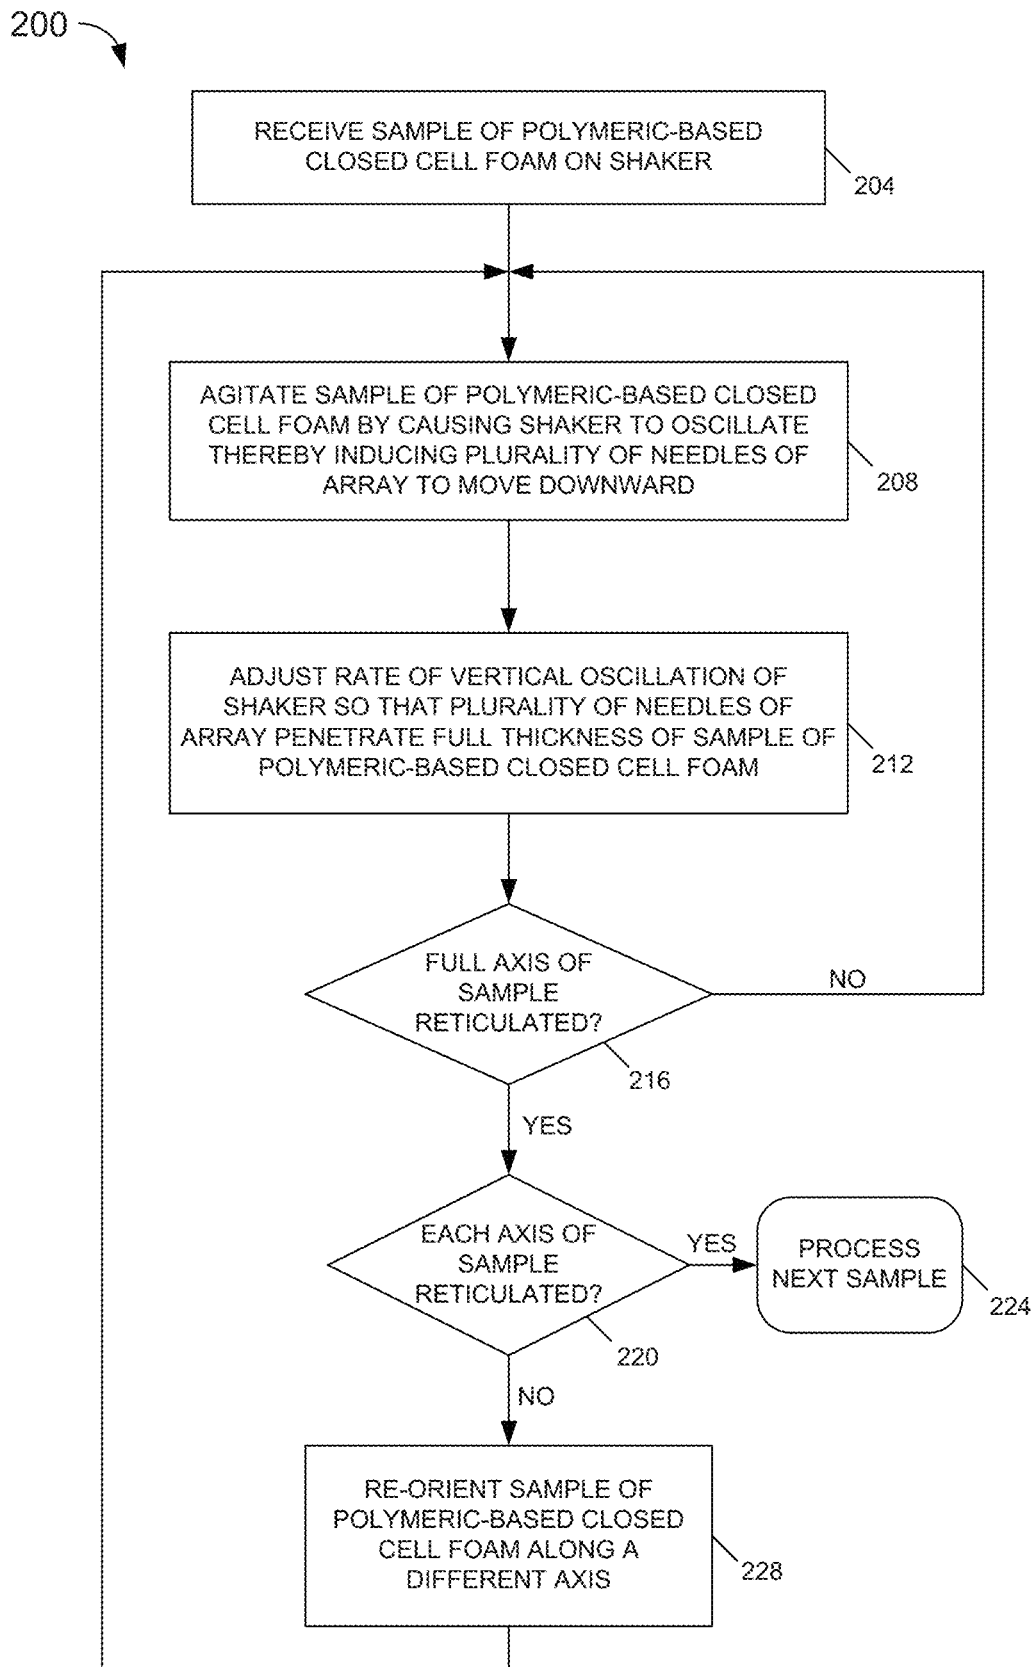 200
RECEIVE SAMPLE OF POLYMERIC-BASED
CLOSED CELL FOAM ON SHAKER
204
AGITATE SAMPLE OF POLYMERIC-BASED CLOSED
CELL FOAM BY CAUSING SHAKER TO OSCILLATE
THEREBY INDUCING PLURALITY OF NEEDLES OF
ARRAY TO MOVE DOWNWARD
208
ADJUST RATE OF VERTICAL OSCILLATION OF
SHAKER SO THAT PLURALITY OF NEEDLES OF
ARRAY PENETRATE FULL THICKNESS OF SAMPLE OF
POLYMERIC-BASED CLOSED CELL FOAM
212
FULL AXIS OF
SAMPLE
RETICULATED?
NO
216
YES
EACH AXIS OF
SAMPLE
RETICULATED?
YES
PROCESS
NEXT SAMPLE
224
220
NO
RE-ORIENT SAMPLE OF
POLYMERIC-BASED CLOSED
CELL FOAM ALONG A
DIFFERENT AXIS
228